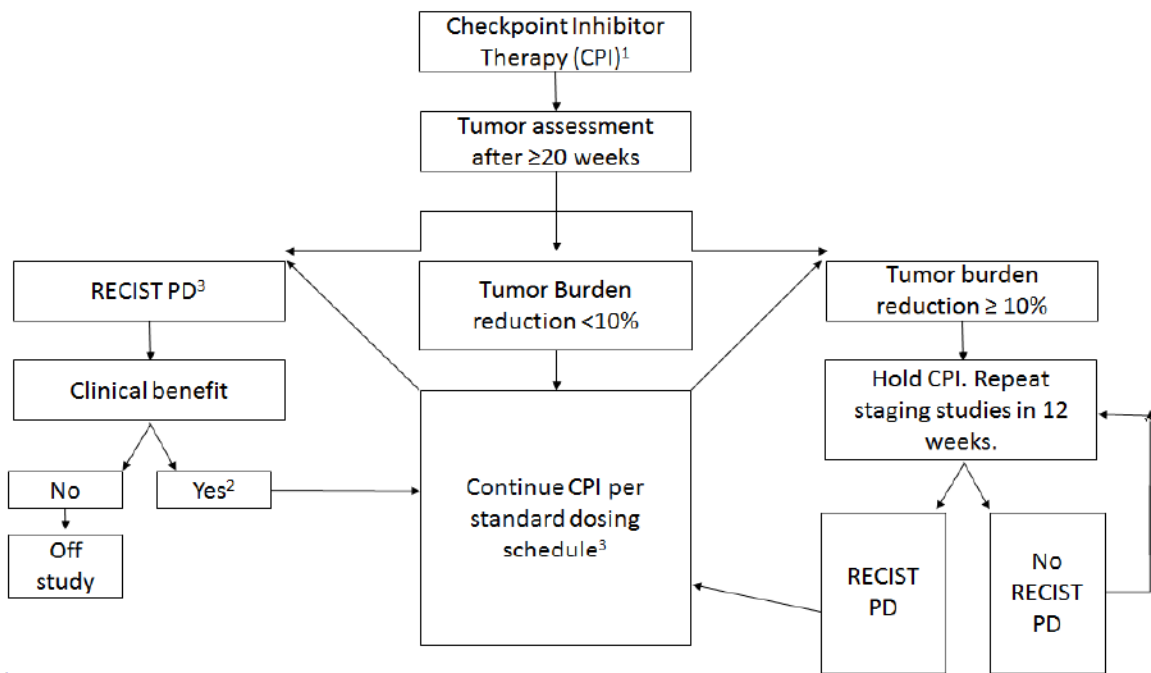 Checkpoint Inhibitor
Therapy (CPI)¹
Tumor assessment
after ≥20 weeks
RECIST PD³
Tumor Burden
reduction <10%
Tumor burden
reduction ≥ 10%
Clinical benefit
Hold CPI. Repeat
staging studies in 12
weeks.
No
Yes²
Continue CPI per
standard dosing
schedule³
Off
study
RECIST
PD
No
RECIST
PD